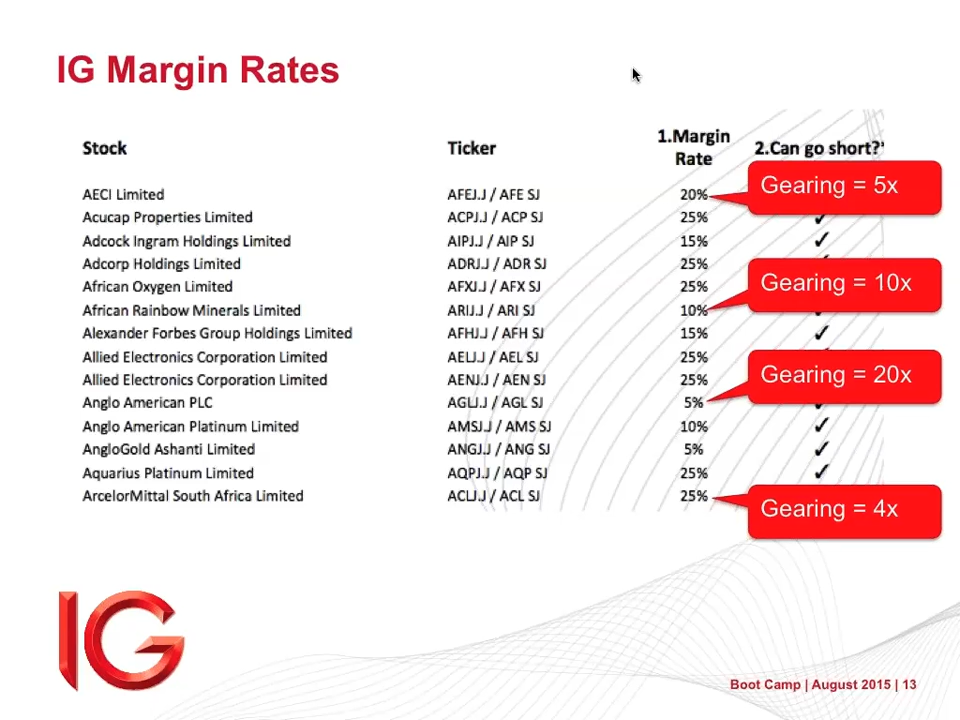 IG Margin Rates
Stock Ticker 1.Margin Rate 2.Can go short?*
AECI Limited AFEJ.J / AFE SJ 20% Gearing = 5x
Acucap Properties Limited ACPJ.J / ACP SJ 25% ✓
Adcock Ingram Holdings Limited AIPJ.J / AIP SJ 15% ✓
Adcorp Holdings Limited ADRJ.J / ADR SJ 25%
African Oxygen Limited AFXJ.J / AFX SJ 25% Gearing = 10x
African Rainbow Minerals Limited ARIJ.J / ARI SJ 10%
Alexander Forbes Group Holdings Limited AFHJ.J / AFH SJ 15% ✓
Allied Electronics Corporation Limited AELJ.J / AEL SJ 25%
Allied Electronics Corporation Limited AENJ.J / AEN SJ 25% Gearing = 20x
Anglo American PLC AGLJ.J / AGL SJ 5%
Anglo American Platinum Limited AMSJ.J / AMS SJ 10% ✓
AngloGold Ashanti Limited ANGJ.J / ANG SJ 5% ✓
Aquarius Platinum Limited AQPJ.J / AQP SJ 25% ✓
ArcelorMittal South Africa Limited ACLJ.J / ACL SJ 25% Gearing = 4x
IG
Boot Camp | August 2015 | 13